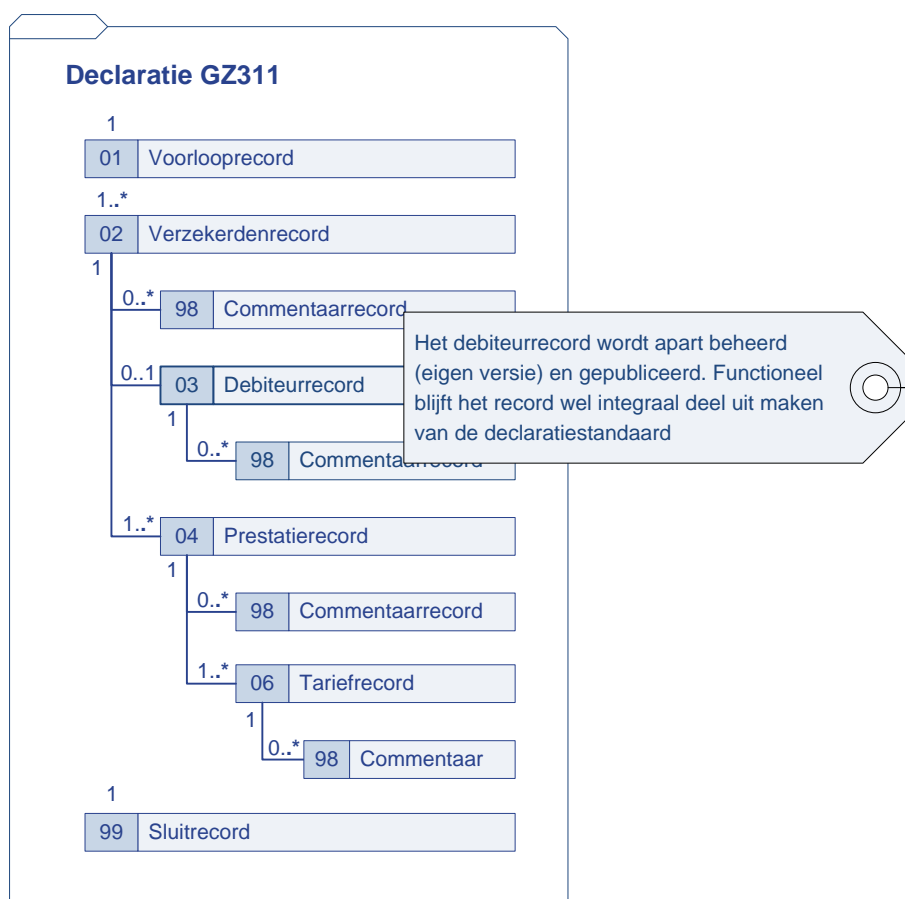 Declaratie GZ311
1
01 Voorlooprecord
1..*
02 Verzekerdenrecord
1
0..*
98 Commentaarrecord
Het debiteurrecord wordt apart beheerd
(eigen versie) en gepubliceerd. Functioneel
blijft het record wel integraal deel uit maken
van de declaratiestandaard
0..1
03 Debiteurrecord
1
0..*
98 Commentaarrecord
1..*
04 Prestatierecord
1
0..*
98 Commentaarrecord
1..*
06 Tariefrecord
1
0..*
98 Commentaar
1
99 Sluitrecord